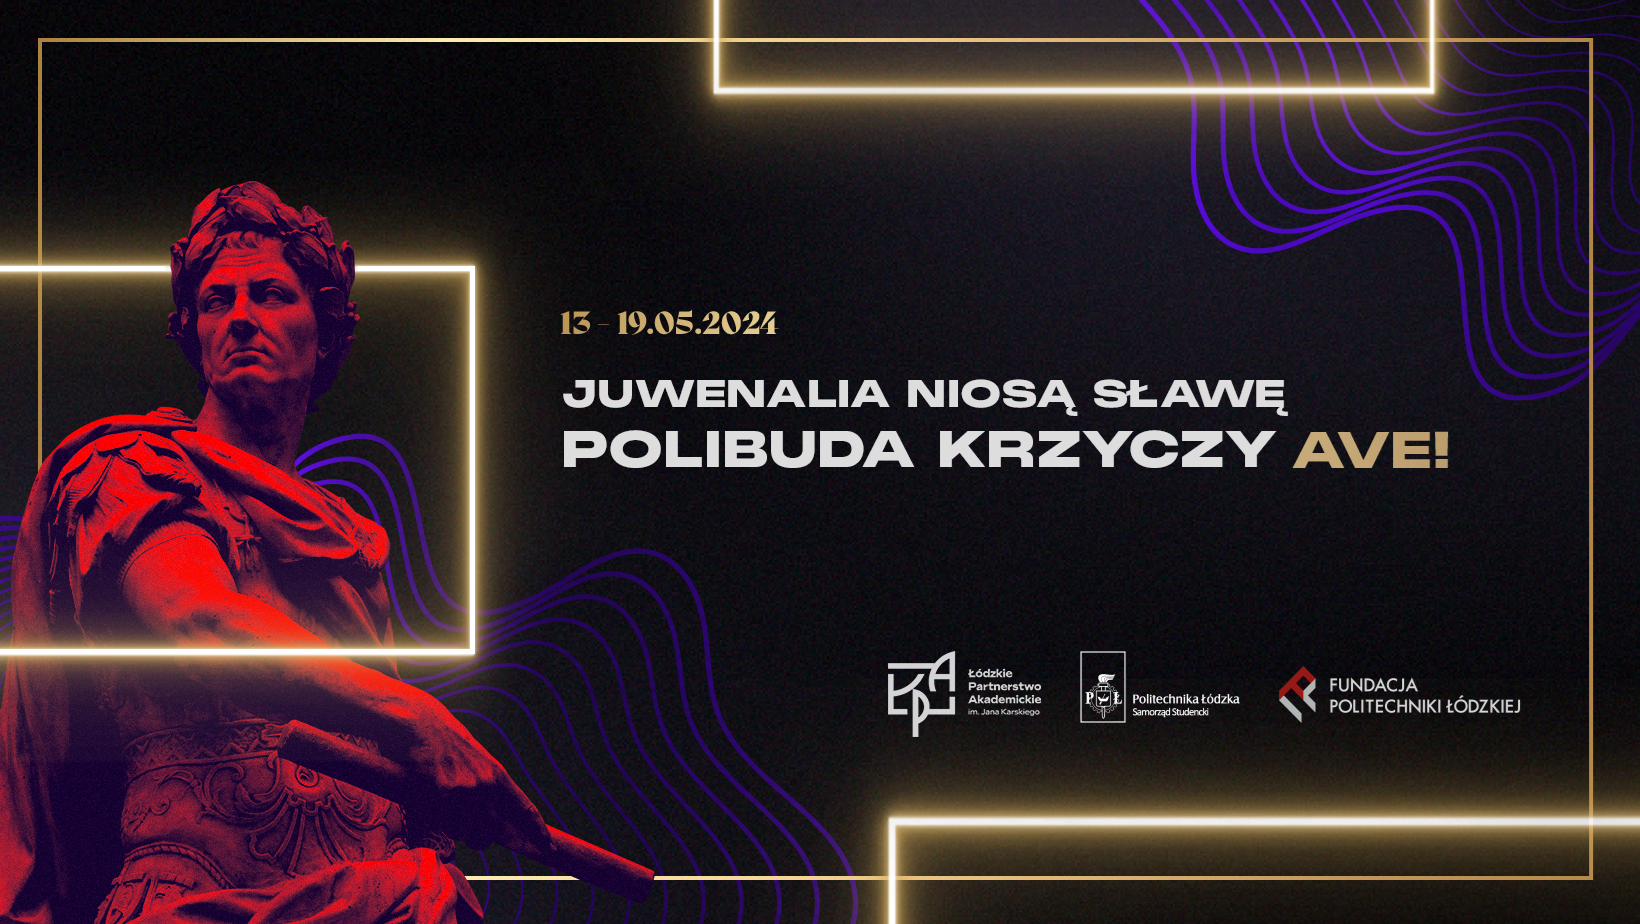 13 – 19.05.2024
JUWENALIA NIOSĄ SŁAWĘ
POLIBUDA KRZYCZY AVE!
ŁPA
Łódzkie
Partnerstwo
Akademickie
im. Jana Karskiego
P Ł
Politechnika Łódzka
Samorząd Studencki
FUNDACJA
POLITECHNIKI ŁÓDZKIEJ